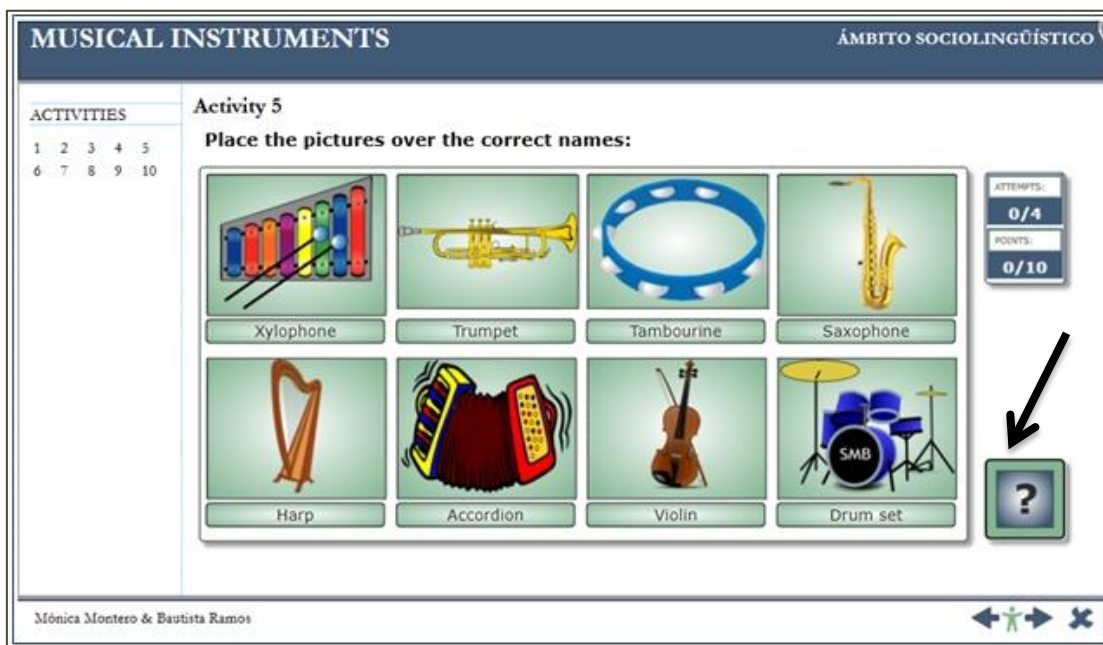 MUSICAL INSTRUMENTS
ÁMBITO SOCIOLINGÜÍSTICO
ACTIVITIES
1 2 3 4 5
6 7 8 9 10
Activity 5
Place the pictures over the correct names:
ATTEMPTS:
0/4
POINTS:
0/10
Xylophone Trumpet Tambourine Saxophone
SMB
Harp Accordion Violin Drum set
?
Mónica Montero & Bautista Ramos